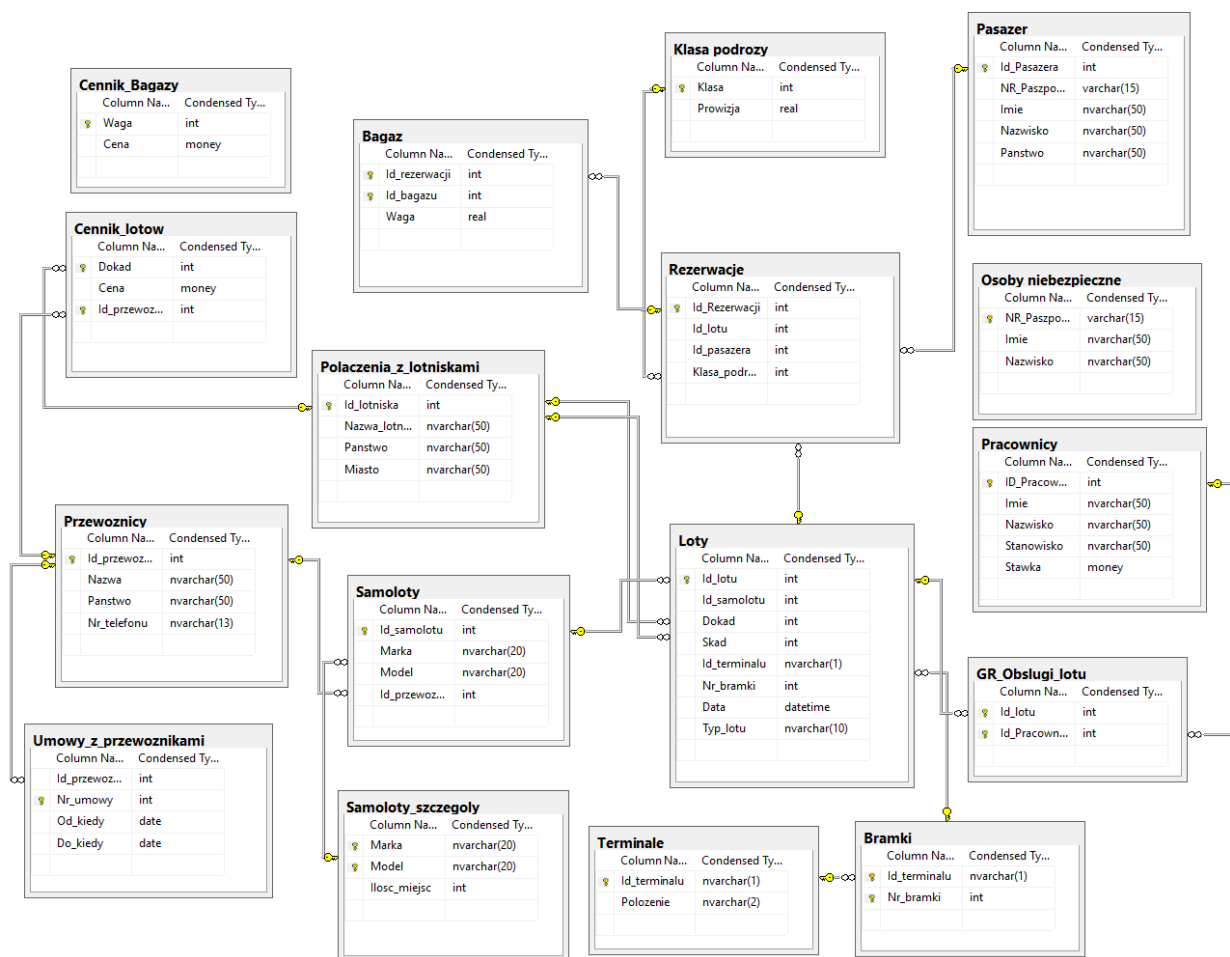 Cennik_Bagazy
Column Na... Condensed Ty...
Waga int
Cena money
Cennik_lotow
Column Na... Condensed Ty...
Dokad int
Cena money
Id_przewoz... int
Przewoznicy
Column Na... Condensed Ty...
Id_przewoz... int
Nazwa nvarchar(50)
Panstwo nvarchar(50)
Nr_telefonu nvarchar(13)
Umowy_z_przewoznikami
Column Na... Condensed Ty...
Id_przewoz... int
Nr_umowy int
Od_kiedy date
Do_kiedy date
Bagaz
Column Na... Condensed Ty...
Id_rezerwacji int
Id_bagazu int
Waga real
Polaczenia_z_lotniskami
Column Na... Condensed Ty...
Id_lotniska int
Nazwa_lotn... nvarchar(50)
Panstwo nvarchar(50)
Miasto nvarchar(50)
Samoloty
Column Na... Condensed Ty...
Id_samolotu int
Marka nvarchar(20)
Model nvarchar(20)
Id_przewoz... int
Samoloty_szczegoly
Column Na... Condensed Ty...
Marka nvarchar(20)
Model nvarchar(20)
Ilosc_miejsc int
Klasa podrozy
Column Na... Condensed Ty...
Klasa int
Prowizja real
Rezerwacje
Column Na... Condensed Ty...
Id_Rezerwacji int
Id_lotu int
Id_pasazera int
Klasa_podr... int
Loty
Column Na... Condensed Ty...
Id_lotu int
Id_samolotu int
Dokad int
Skad int
Id_terminalu nvarchar(1)
Nr_bramki int
Data datetime
Typ_lotu nvarchar(10)
Terminale
Column Na... Condensed Ty...
Id_terminalu nvarchar(1)
Polozenie nvarchar(2)
Pasazer
Column Na... Condensed Ty...
Id_Pasazera int
NR_Paszpo... varchar(15)
Imie nvarchar(50)
Nazwisko nvarchar(50)
Panstwo nvarchar(50)
Osoby niebezpieczne
Column Na... Condensed Ty...
NR_Paszpo... varchar(15)
Imie nvarchar(50)
Nazwisko nvarchar(50)
Pracownicy
Column Na... Condensed Ty...
ID_Pracow... int
Imie nvarchar(50)
Nazwisko nvarchar(50)
Stanowisko nvarchar(50)
Stawka money
GR_Obslugi_lotu
Column Na... Condensed Ty...
Id_lotu int
Id_Pracown... int
Bramki
Column Na... Condensed Ty...
Id_terminalu nvarchar(1)
Nr_bramki int